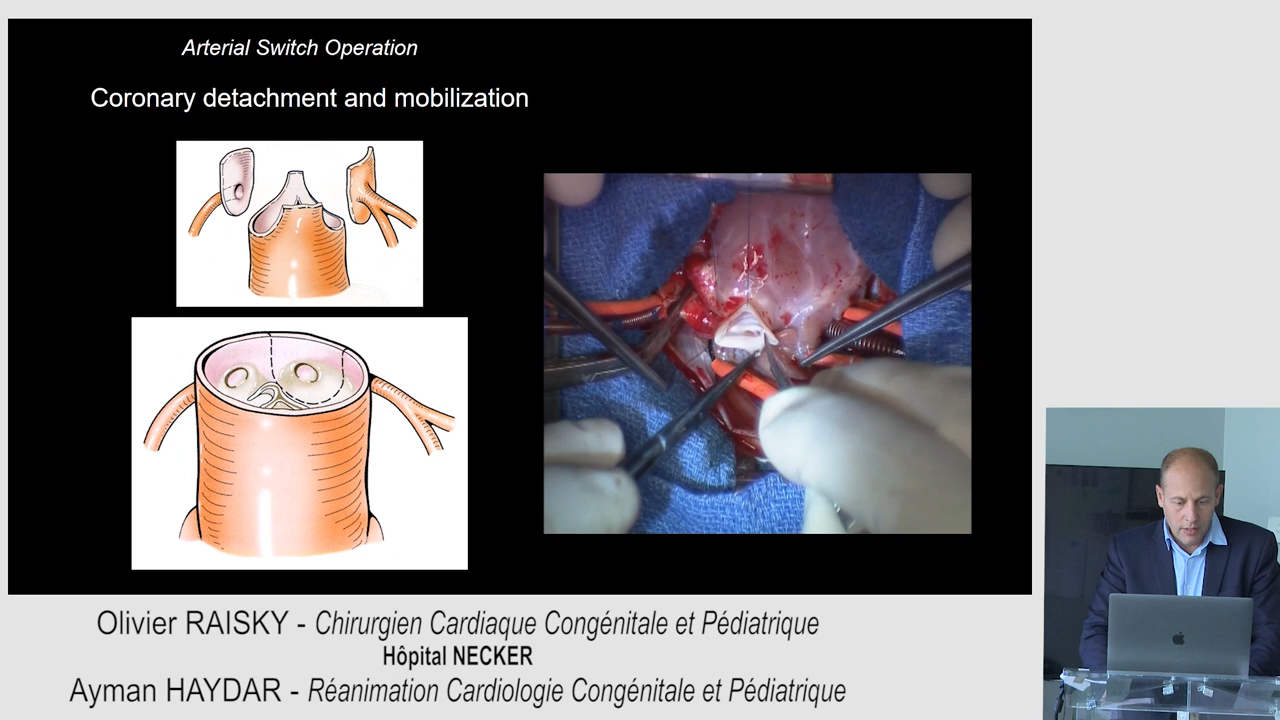 Arterial Switch Operation
Coronary detachment and mobilization
Olivier RAISKY - Chirurgien Cardiaque Congénitale et Pédiatrique
Hôpital NECKER
Ayman HAYDAR - Réanimation Cardiologie Congénitale et Pédiatrique